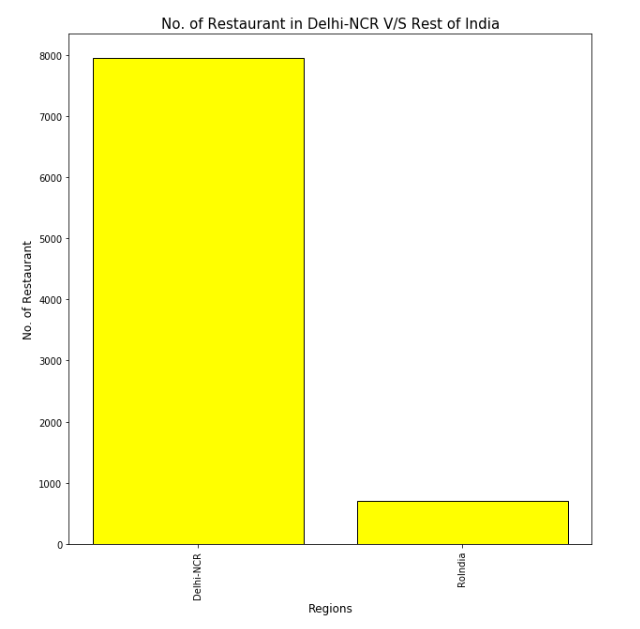 No. of Restaurant in Delhi-NCR V/S Rest of India
8000
7000
6000
5000
4000
3000
2000
1000
0
No. of Restaurant
Delhi-NCR
RoIndia
Regions